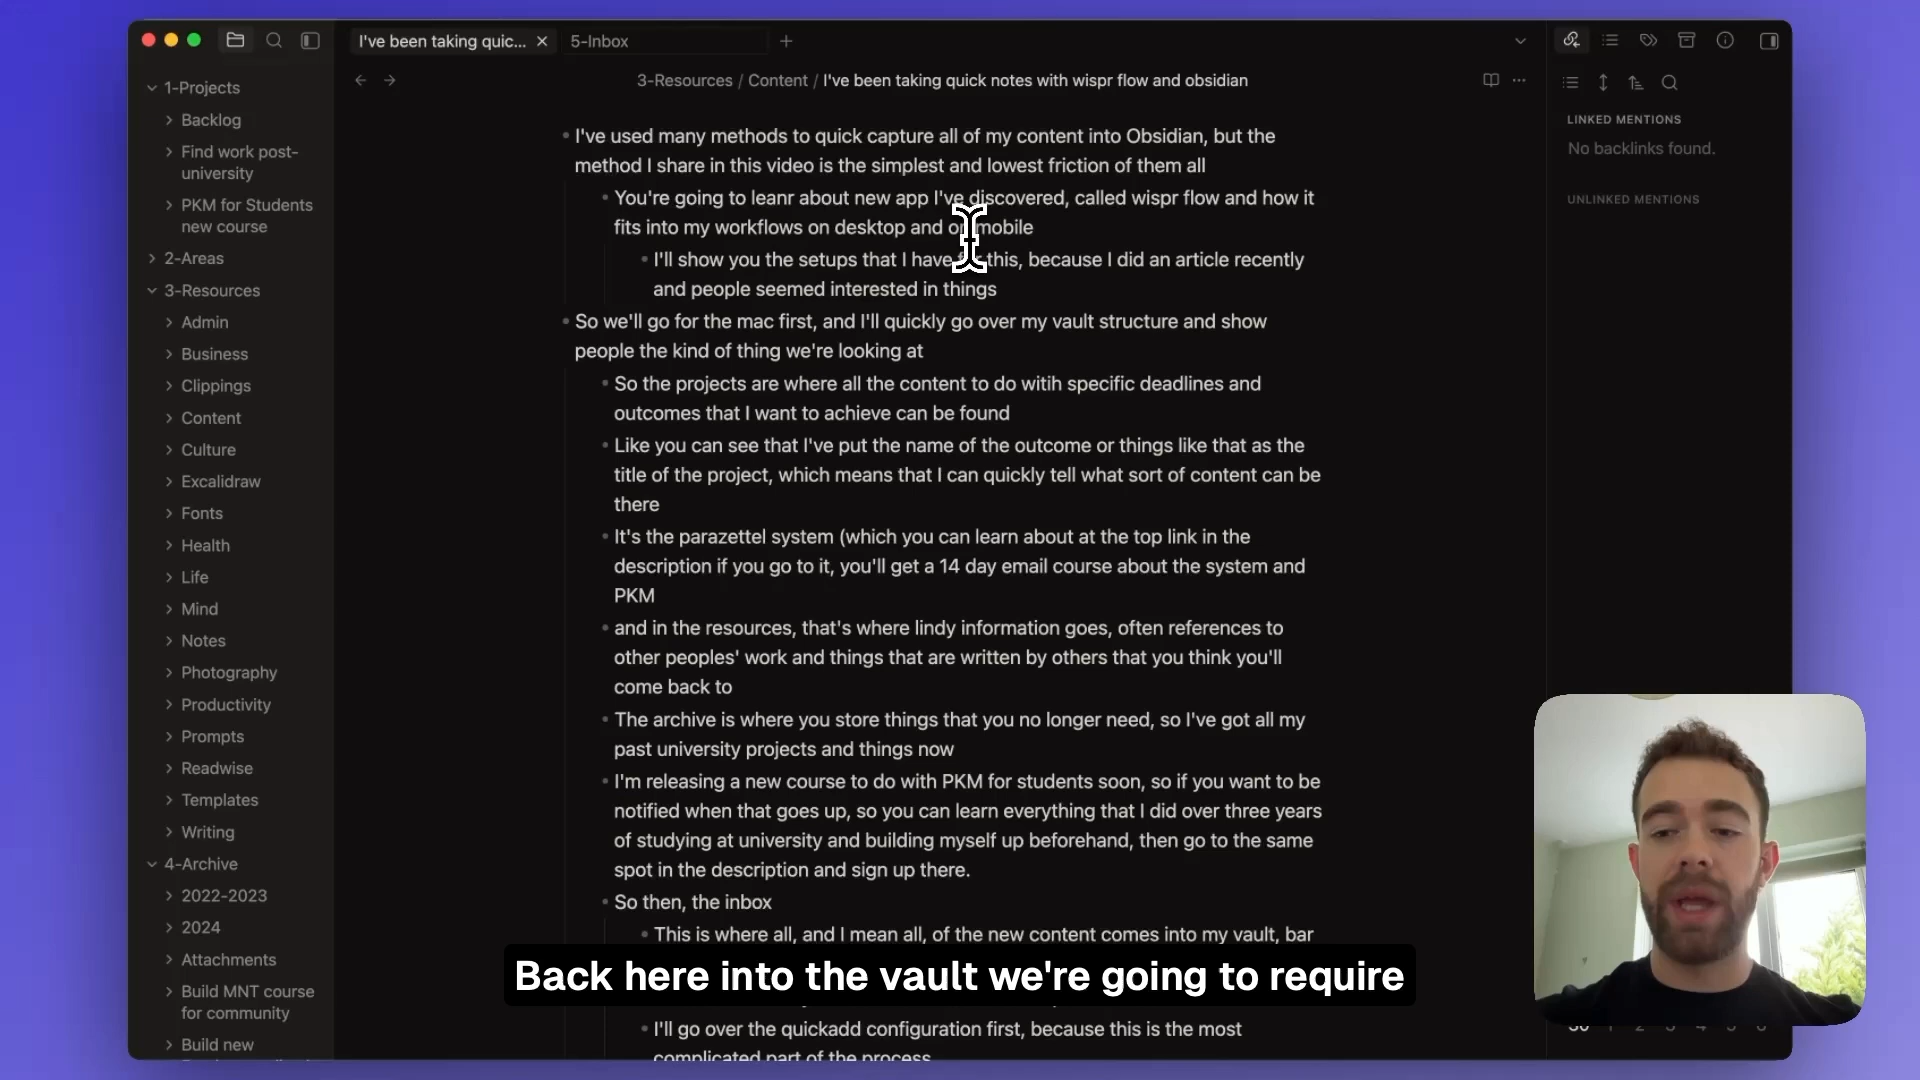 I've been taking quic...
5-Inbox
3-Resources / Content / I've been taking quick notes with wispr flow and obsidian
1-Projects
Backlog
Find work post-
university
PKM for Students
new course
2-Areas
3-Resources
Admin
Business
Clippings
Content
Culture
Excalidraw
Fonts
Health
Life
Mind
Notes
Photography
Productivity
Prompts
Readwise
Templates
Writing
4-Archive
2022-2023
2024
Attachments
Build MNT course
for community
Build new
I've used many methods to quick capture all of my content into Obsidian, but the
method I share in this video is the simplest and lowest friction of them all
You're going to leanr about new app I've discovered, called wispr flow and how it
fits into my workflows on desktop and on mobile
I'll show you the setups that I have for this, because I did an article recently
and people seemed interested in things
So we'll go for the mac first, and I'll quickly go over my vault structure and show
people the kind of thing we're looking at
So the projects are where all the content to do witih specific deadlines and
outcomes that I want to achieve can be found
Like you can see that I've put the name of the outcome or things like that as the
title of the project, which means that I can quickly tell what sort of content can be
there
It's the parazettel system (which you can learn about at the top link in the
description if you go to it, you'll get a 14 day email course about the system and
PKM
and in the resources, that's where lindy information goes, often references to
other peoples' work and things that are written by others that you think you'll
come back to
The archive is where you store things that you no longer need, so I've got all my
past university projects and things now
I'm releasing a new course to do with PKM for students soon, so if you want to be
notified when that goes up, so you can learn everything that I did over three years
of studying at university and building myself up beforehand, then go to the same
spot in the description and sign up there.
So then, the inbox
This is where all, and I mean all, of the new content comes into my vault, bar
Back here into the vault we're going to require
I'll go over the quickadd configuration first, because this is the most
complicated part of the process
LINKED MENTIONS
No backlinks found.
UNLINKED MENTIONS